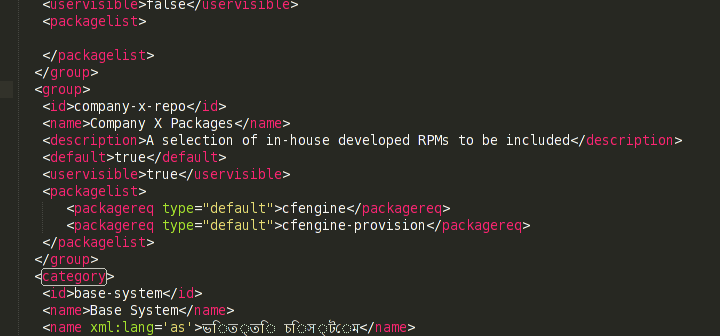 <uservisible>false</uservisible>
<packagelist>
</packagelist>
</group>
<group>
<id>company-x-repo</id>
<name>Company X Packages</name>
<description>A selection of in-house developed RPMs to be included</description>
<default>true</default>
<uservisible>true</uservisible>
<packagelist>
<packagereq type="default">cfengine</packagereq>
<packagereq type="default">cfengine-provision</packagereq>
</packagelist>
</group>
<category>
<id>base-system</id>
<name>Base System</name>
<name xml:lang='as'>ভিত্তি চিস্টেম</name>